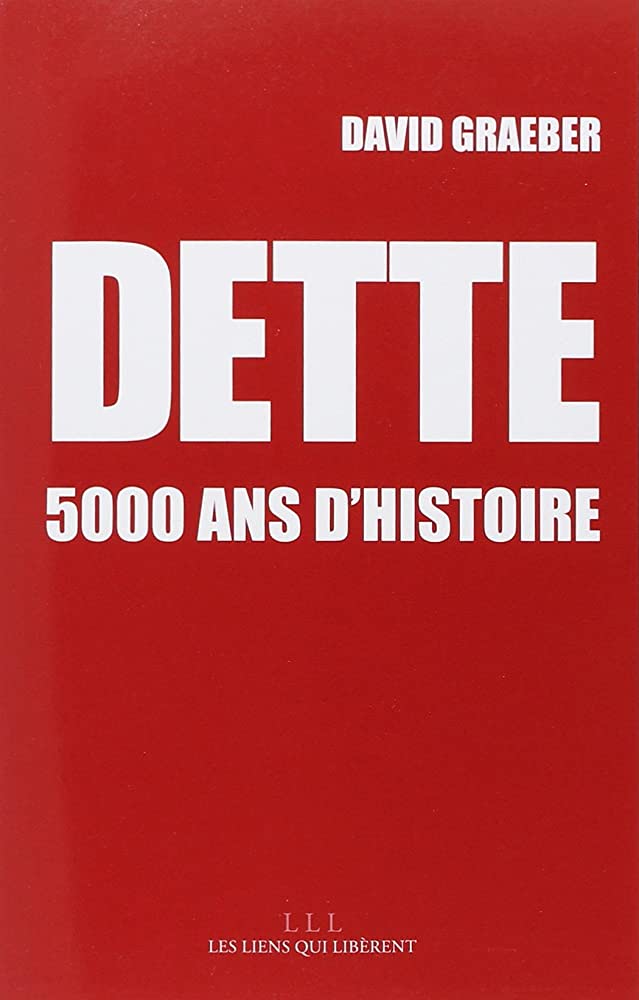 DAVID GRAEBER
DETTE
5000 ANS D'HISTOIRE
LLL
LES LIENS QUI LIBÈRENT